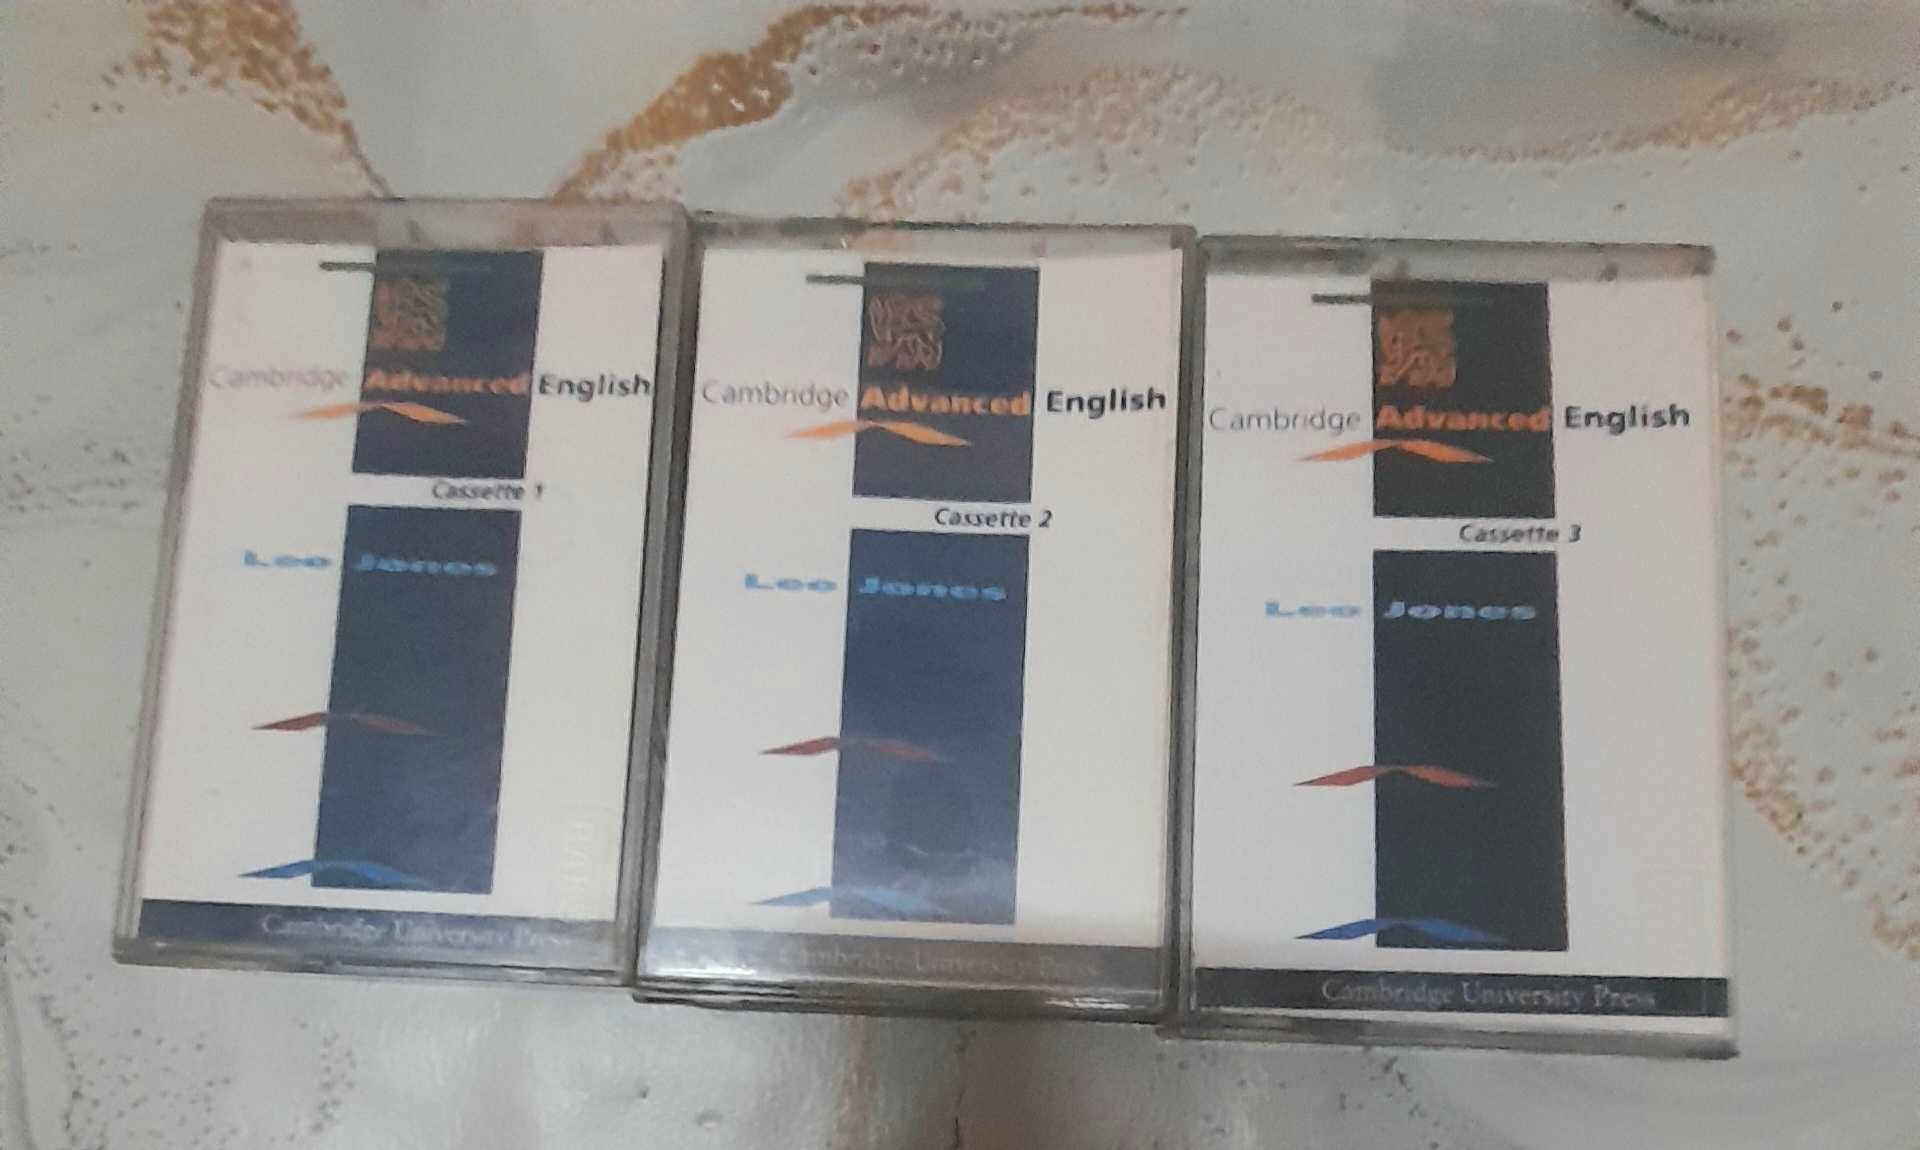 Cambridge Advanced English
Cassette 1
Leo Jones
Cambridge University Press
Cambridge Advanced English
Cassette 2
Leo Jones
Cambridge University Press
Cambridge Advanced English
Cassette 3
Leo Jones
Cambridge University Press